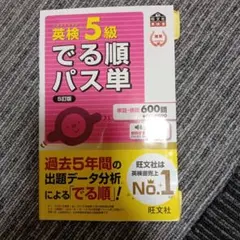 英検5級
でる順
パス単
5訂版
単語・熟語600語
過去5年間の
出題データ分析
による「でる順」!
旺文社は
英検書売上
No.1
旺文社